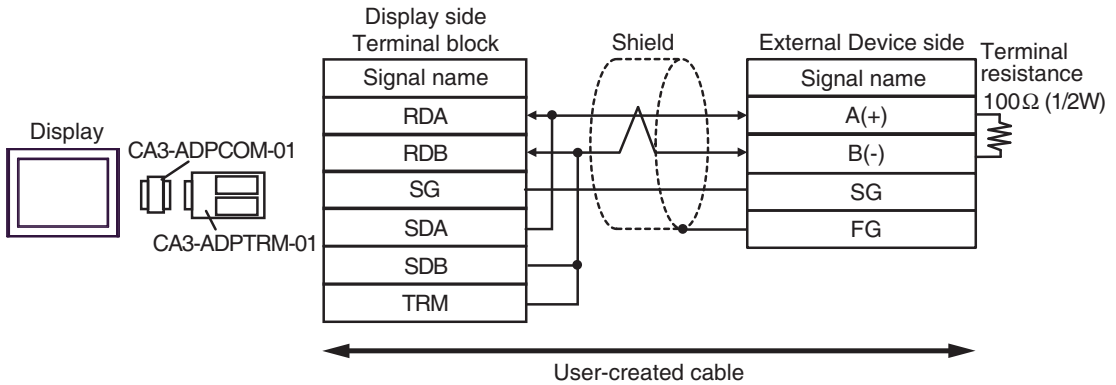 Display side
Terminal block
Shield
External Device side
Terminal
resistance
100Ω (1/2W)
Signal name
Signal name
RDA
A(+)
RDB
B(-)
SG
SG
SDA
FG
SDB
TRM
Display
CA3-ADPCOM-01
CA3-ADPTRM-01
User-created cable